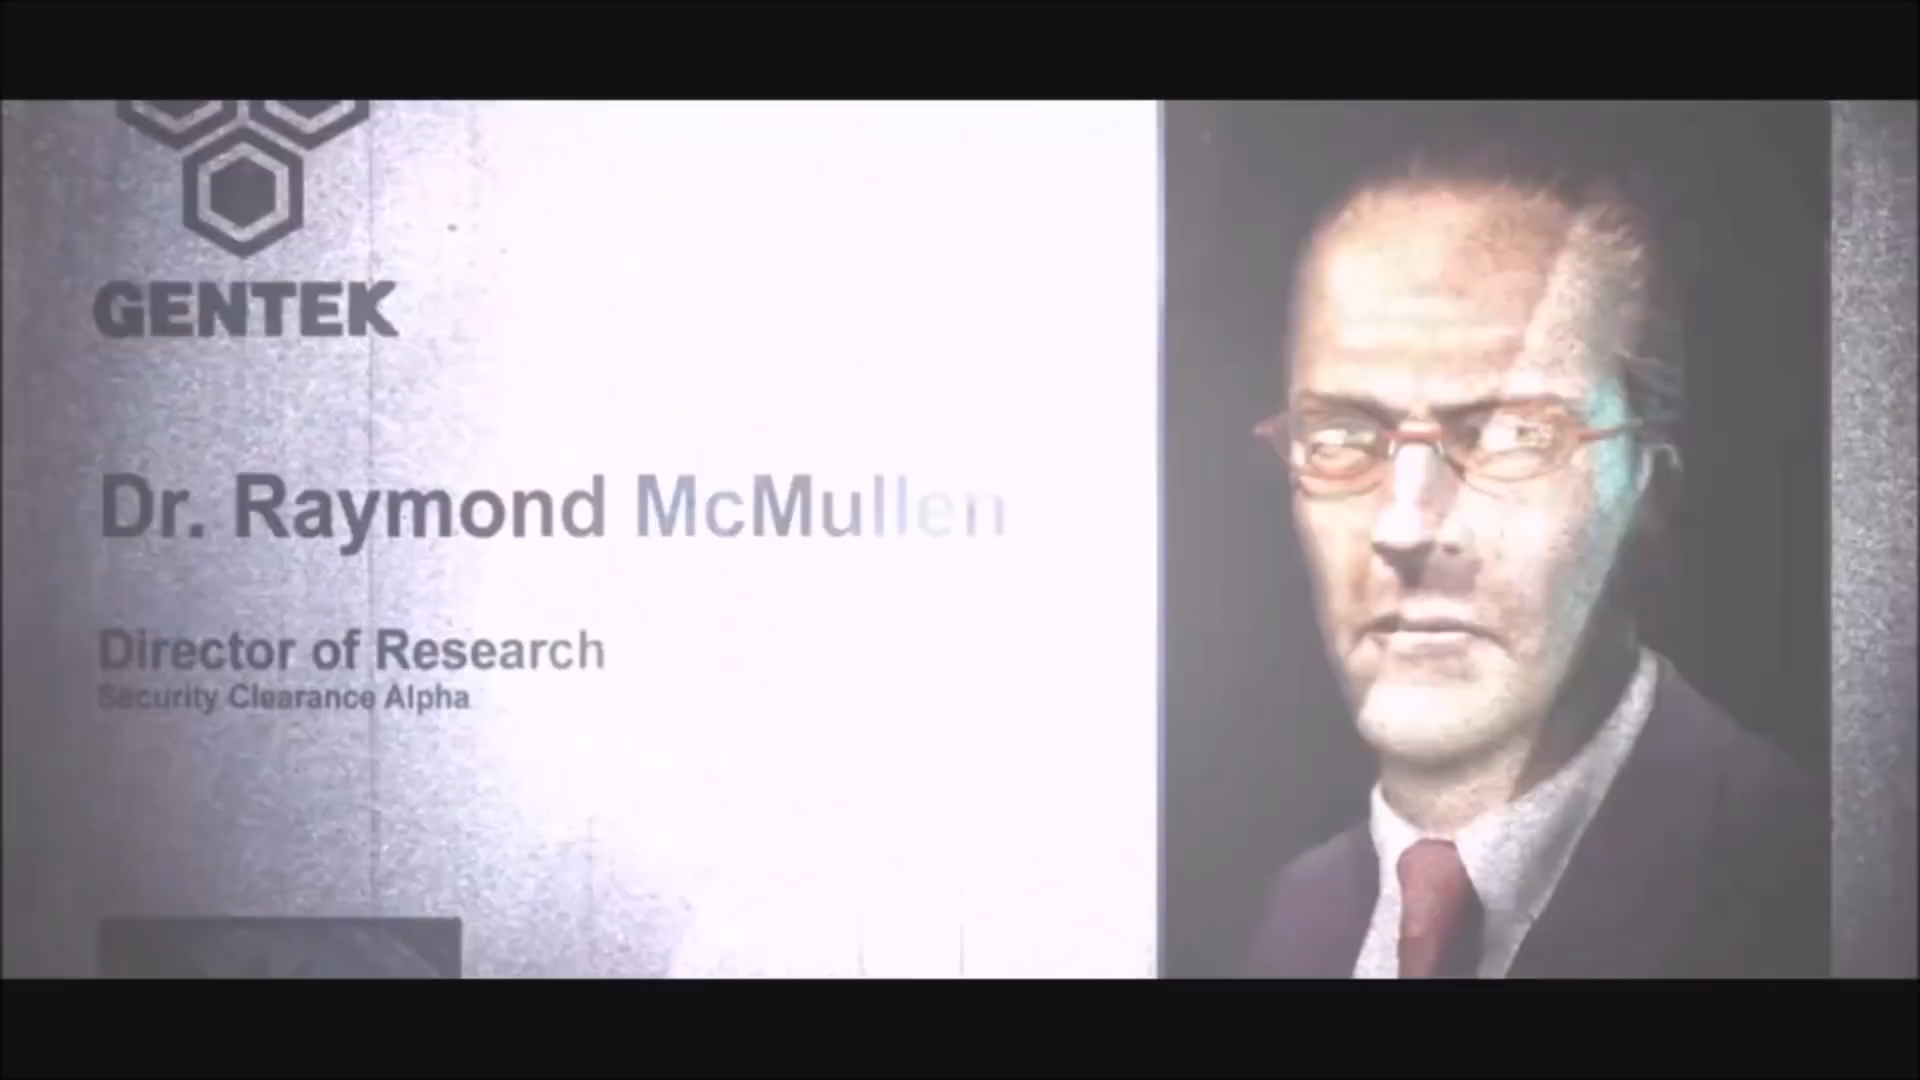 GENTEK
Dr. Raymond McMullen
Director of Research
Security Clearance Alpha